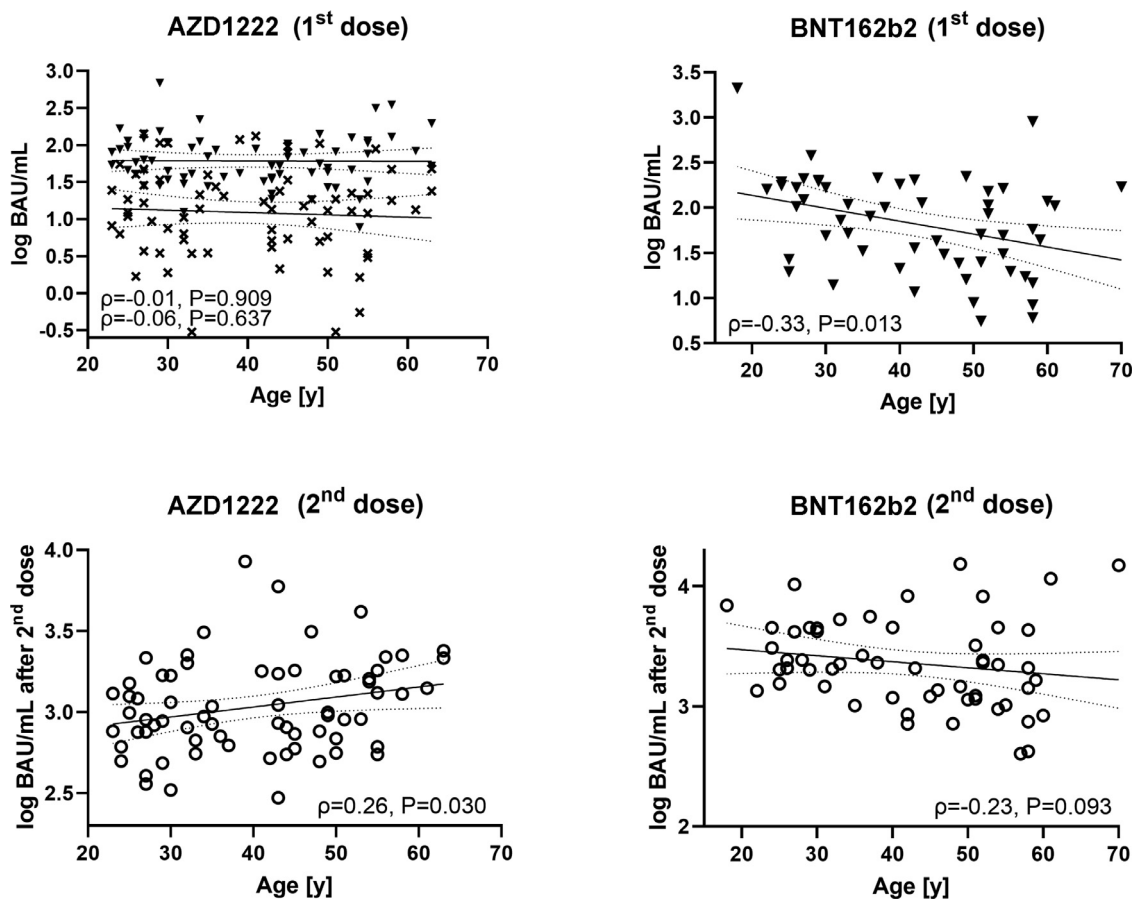 AZD1222 (1st dose)
log BAU/mL
3.0
2.5
2.0
1.5
1.0
0.5
0.0
-0.5
ρ=-0.01, P=0.909
ρ=-0.06, P=0.637
20 30 40 50 60 70
Age [y]
BNT162b2 (1st dose)
log BAU/mL
3.5
3.0
2.5
2.0
1.5
1.0
0.5
ρ=-0.33, P=0.013
20 30 40 50 60 70
Age [y]
AZD1222 (2nd dose)
log BAU/mL after 2nd dose
4.0
3.5
3.0
2.5
ρ=0.26, P=0.030
20 30 40 50 60 70
Age [y]
BNT162b2 (2nd dose)
log BAU/mL after 2nd dose
4
3
2
ρ=-0.23, P=0.093
20 30 40 50 60 70
Age [y]